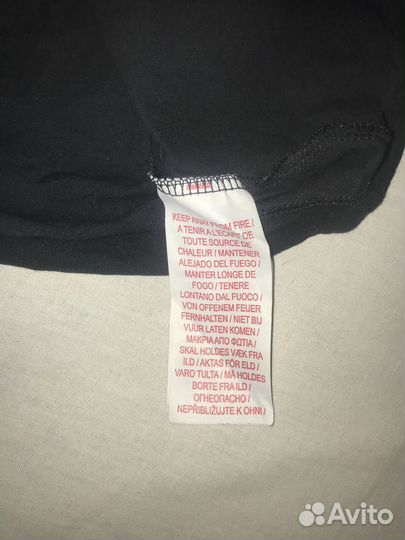 KEEP AWAY FROM FIRE /
A TENIR A L'ECART DE
TOUTE SOURCE DE
CHALEUR / MANTENER
ALEJADO DEL FUEGO /
MANTER LONGE DE
FOGO / TENERE
LONTANO DAL FUOCO /
VON OFFENEM FEUER
FERNHALTEN / NIET BIJ
VUUR LATEN KOMEN /
ΜΑΚΡΙΑ ΑΠΟ ΦΩΤΙΑ /
SKAL HOLDES VÆK FRA
ILD / AKTAS FÖR ELD /
VARO TULTA / MÅ HOLDES
BORTE FRA ILD /
ОГНЕОПАСНО /
NEPŘIBLIŽUJTE K OHNI /
Avito